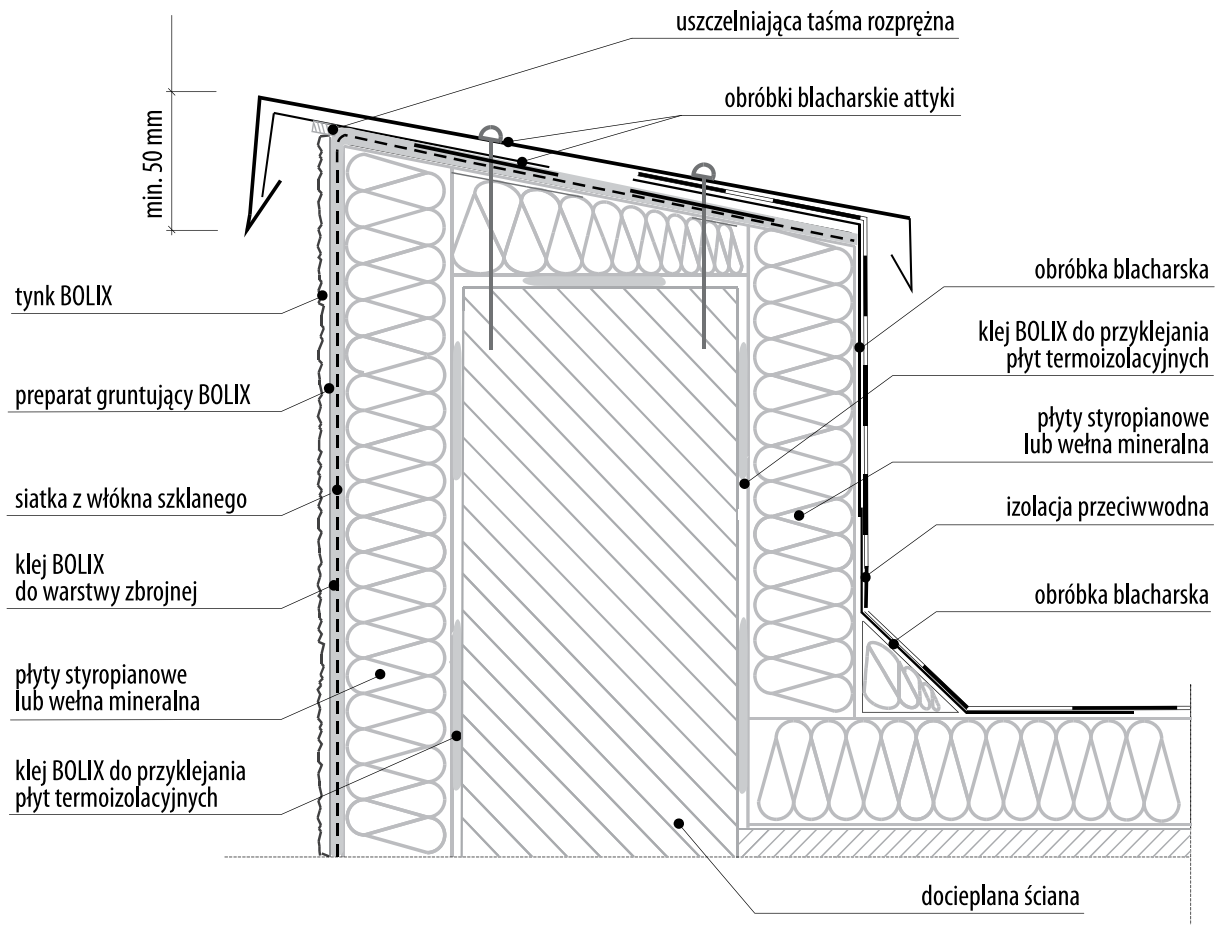 uszczelniająca taśma rozprężna
obróbki blacharskie attyki
min. 50 mm
tynk BOLIX
preparat gruntujący BOLIX
siatka z włókna szklanego
klej BOLIX
do warstwy zbrojnej
płyty styropianowe
lub wełna mineralna
klej BOLIX do przyklejania
płyt termoizolacyjnych
obróbka blacharska
klej BOLIX do przyklejania
płyt termoizolacyjnych
płyty styropianowe
lub wełna mineralna
izolacja przeciwwodna
obróbka blacharska
docieplana ściana